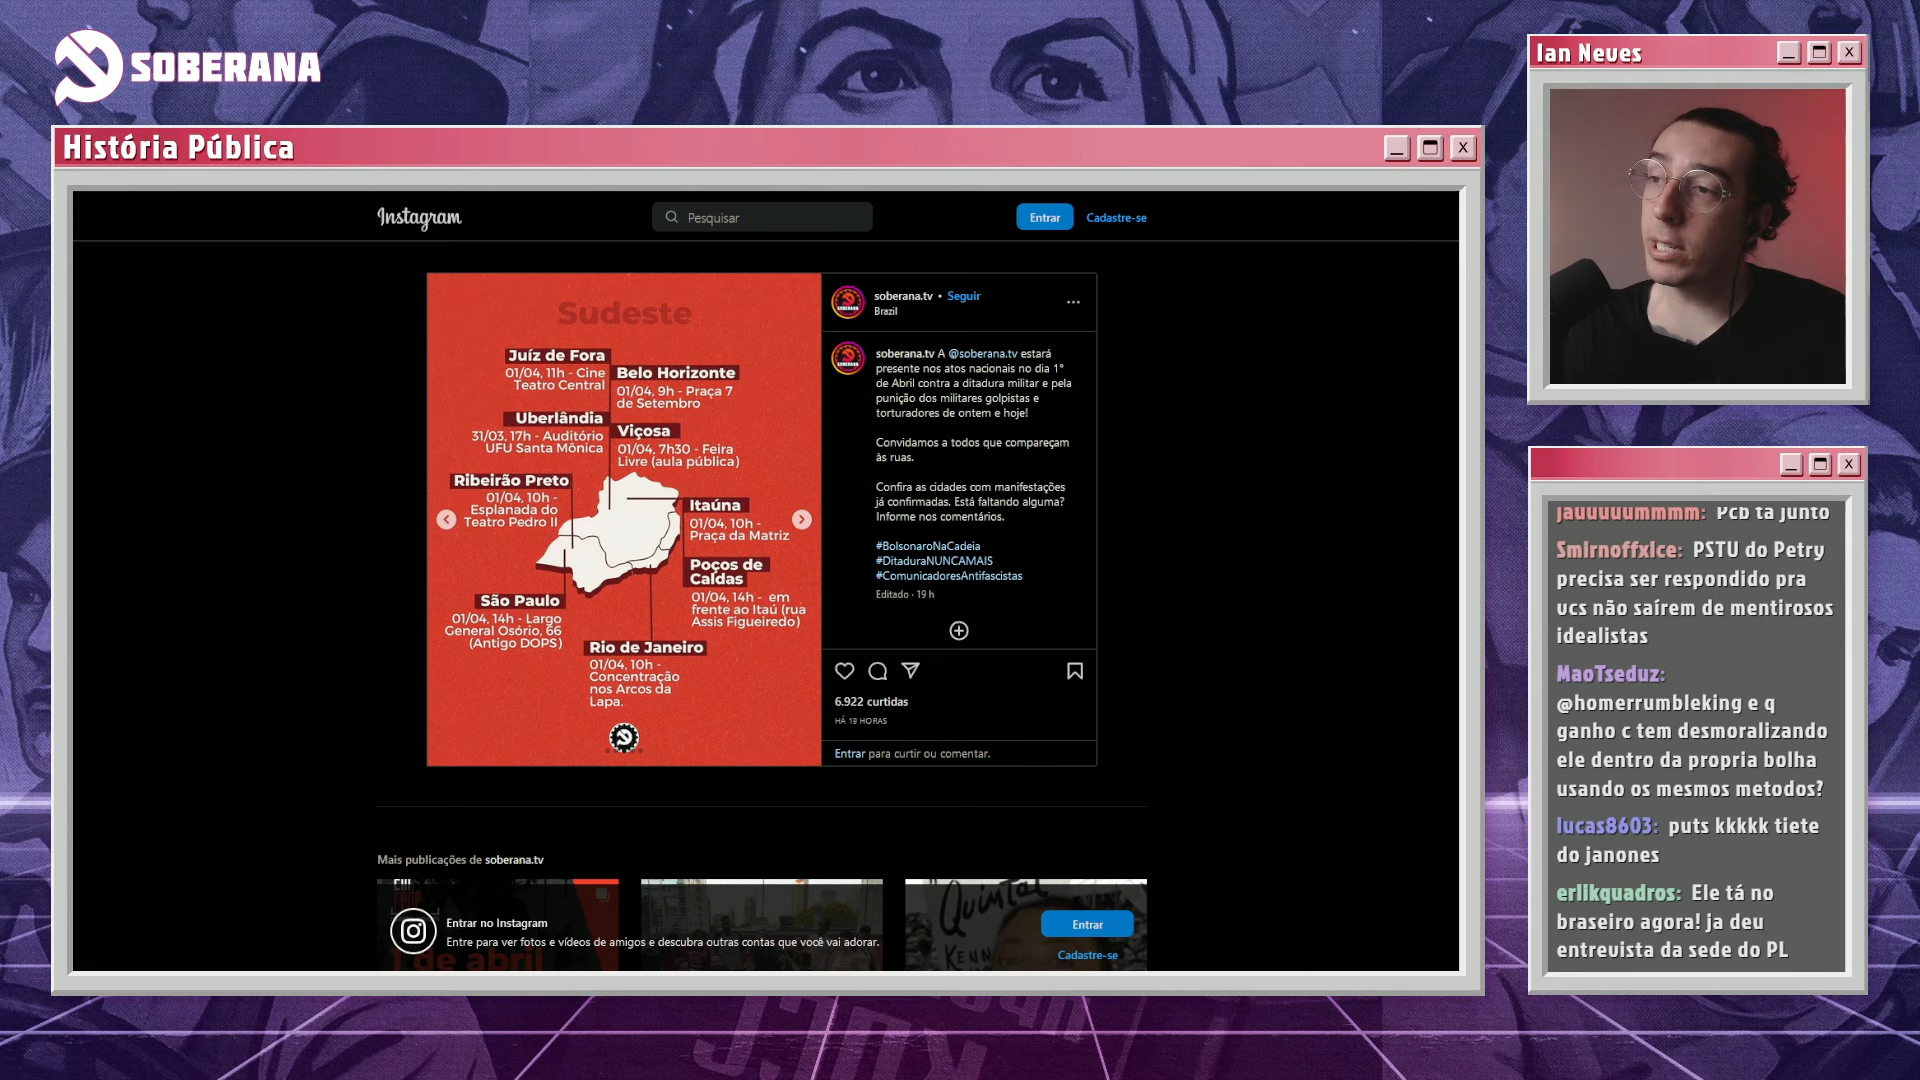 SOBERANA
História Pública
Instagram
Pesquisar
Entrar
Cadastre-se
Sudeste
Juíz de Fora
01/04, 11h - Cine
Teatro Central
Belo Horizonte
01/04, 9h - Praça 7
de Setembro
Uberlândia
31/03, 17h - Auditório
UFU Santa Mônica
Viçosa
01/04, 7h30 - Feira
Livre (aula pública)
Ribeirão Preto
01/04, 10h -
Esplanada do
Teatro Pedro II
Itaúna
01/04, 10h -
Praça da Matriz
Poços de
Caldas
01/04, 14h - em
frente ao Itaú (rua
Assis Figueiredo)
São Paulo
01/04, 14h - Largo
General Osório, 66
(Antigo DOPS)
Rio de Janeiro
01/04, 10h -
Concentração
nos Arcos da
Lapa.
soberana.tv • Seguir
Brazil
soberana.tv A @soberana.tv estará
presente nos atos nacionais no dia 1°
de Abril contra a ditadura militar e pela
punição dos militares golpistas e
torturadores de ontem e hoje!
Convidamos a todos que compareçam
às ruas.
Confira as cidades com manifestações
já confirmadas. Está faltando alguma?
Informe nos comentários.
#BolsonaroNaCadeia
#DitaduraNUNCAMAIS
#ComunicadoresAntifascistas
Editado · 19 h
6.922 curtidas
HÁ 19 HORAS
Entrar para curtir ou comentar.
Mais publicações de soberana.tv
Quintal
KENN
1 de abril
Entrar no Instagram
Entre para ver fotos e vídeos de amigos e descubra outras contas que você vai adorar.
Entrar
Cadastre-se
Ian Neves
jauuuuummmm: Pcb ta junto
Smirnoffxice: PSTU do Petry
precisa ser respondido pra
vcs não saírem de mentirosos
idealistas
MaoTseduz:
@homerrumbleking e q
ganho c tem desmoralizando
ele dentro da propria bolha
usando os mesmos metodos?
lucas8603: puts kkkkk tiete
do janones
erlikquadros: Ele tá no
braseiro agora! ja deu
entrevista da sede do PL